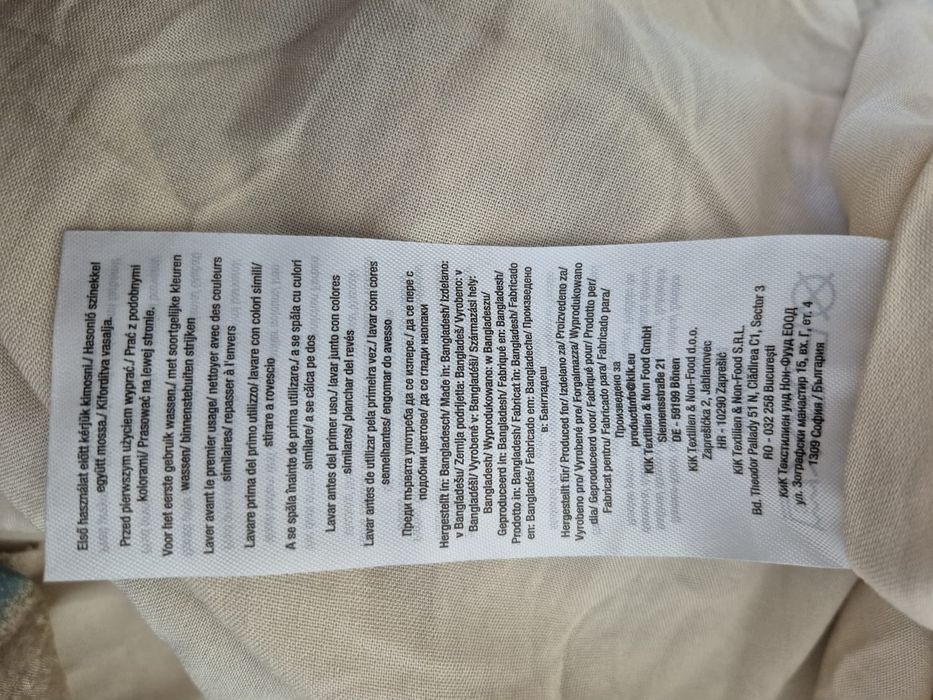 Első használat előtt kérjük kimosni./ Hasonló színekkel
együtt mossa./ Kifordítva vasalja.
Przed pierwszym użyciem wyprać./ Prać z podobnymi
kolorami/ Prasować na lewej stronie.
Voor het eerste gebruik wassen./ met soortgelijke kleuren
wassen/ binnenstebuiten strijken
Laver avant le premier usage/ nettoyer avec des couleurs
similaires/ repasser à l'envers
Lavare prima del primo utilizzo/ lavare con colori simili/
stirare a rovescio
A se spăla înainte de prima utilizare./ a se spăla cu culori
similare/ a se călca pe dos
Lavar antes del primer uso./ lavar junto con colores
similares/ planchar del revés
Lavar antes de utilizar pela primeira vez./ lavar com cores
semelhantes/ engomar do avesso
Преди първата употреба да се изпере./ да се пере с
подобни цветове/ да се глади наопаки
Hergestellt in: Bangladesch/ Made in: Bangladesh/ Izdelano:
v Bangladešu/ Zemlja podrijetla: Bangladeš/ Vyrobeno: v
Bangladéši/ Vyrobené v: Bangladéši/ Származási hely:
Banglades/ Wyprodukowano: w Bangladeszu/
Geproduceerd in: Bangladesh/ Fabriqué en: Bangladesh/
Prodotto in: Bangladesh/ Fabricat în: Bangladesh/ Fabricado
en: Bangladés/ Fabricado em: Bangladeche/ Произведено
в: Бангладеш
Hergestellt für/ Produced for/ Izdelano za/ Proizvedeno za/
Vyrobeno pro/ Vyrobené pre/ Forgalmazza/ Wyprodukowano
dla/ Geproduceerd voor/ Fabriqué pour/ Prodotto per/
Fabricat pentru/ Fabricado para/ Fabricado para/
Произведена за
productinfo@kik.eu
KiK Textilien & Non Food GmbH
Siemensstraße 21
DE - 59199 Bönen
KiK Textilien & Non-Food d.o.o.
Zaprešička 2, Jablanovec
HR - 10290 Zaprešić
KiK Textilien & Non-Food S.R.L.
Bd. Theodor Pallady 51 N, Clădirea C1, Sector 3
RO - 032 258 București
КиК Текстилиен унд Нон-Фууд ЕООД
ул. Зографски манастир 15, вх. Г, ет. 4
1309 София / България